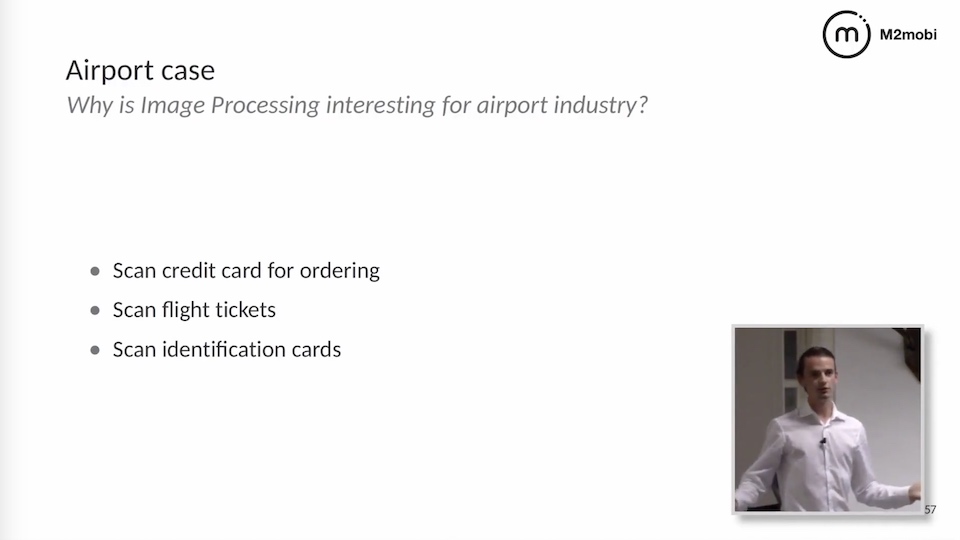 M2mobi
Airport case
Why is Image Processing interesting for airport industry?
Scan credit card for ordering
Scan flight tickets
Scan identification cards
57